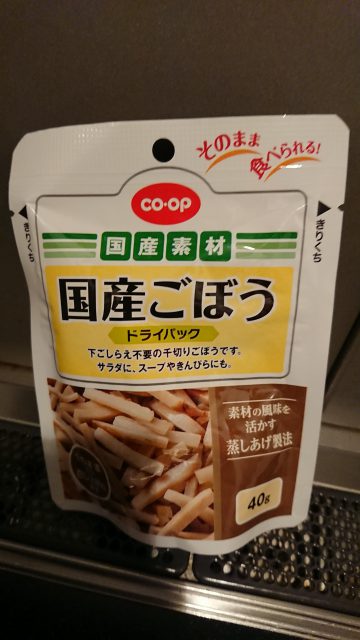 そのまま
食べられる!
co·op
きりくち
きりくち
国産素材
国産ごぼう
ドライパック
下ごしらえ不要の千切りごぼうです。
サラダに、スープやきんぴらにも。
素材の風味を
活かす
蒸しあげ製法
40g